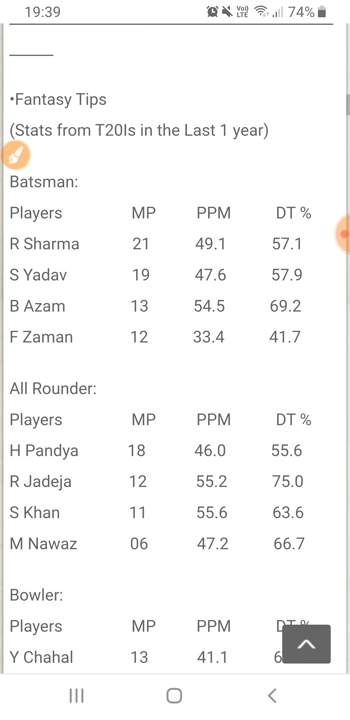 19:39
Vo)) LTE
74%
•Fantasy Tips
(Stats from T20Is in the Last 1 year)
Batsman:
Players MP PPM DT %
R Sharma 21 49.1 57.1
S Yadav 19 47.6 57.9
B Azam 13 54.5 69.2
F Zaman 12 33.4 41.7
All Rounder:
Players MP PPM DT %
H Pandya 18 46.0 55.6
R Jadeja 12 55.2 75.0
S Khan 11 55.6 63.6
M Nawaz 06 47.2 66.7
Bowler:
Players MP PPM DT %
Y Chahal 13 41.1